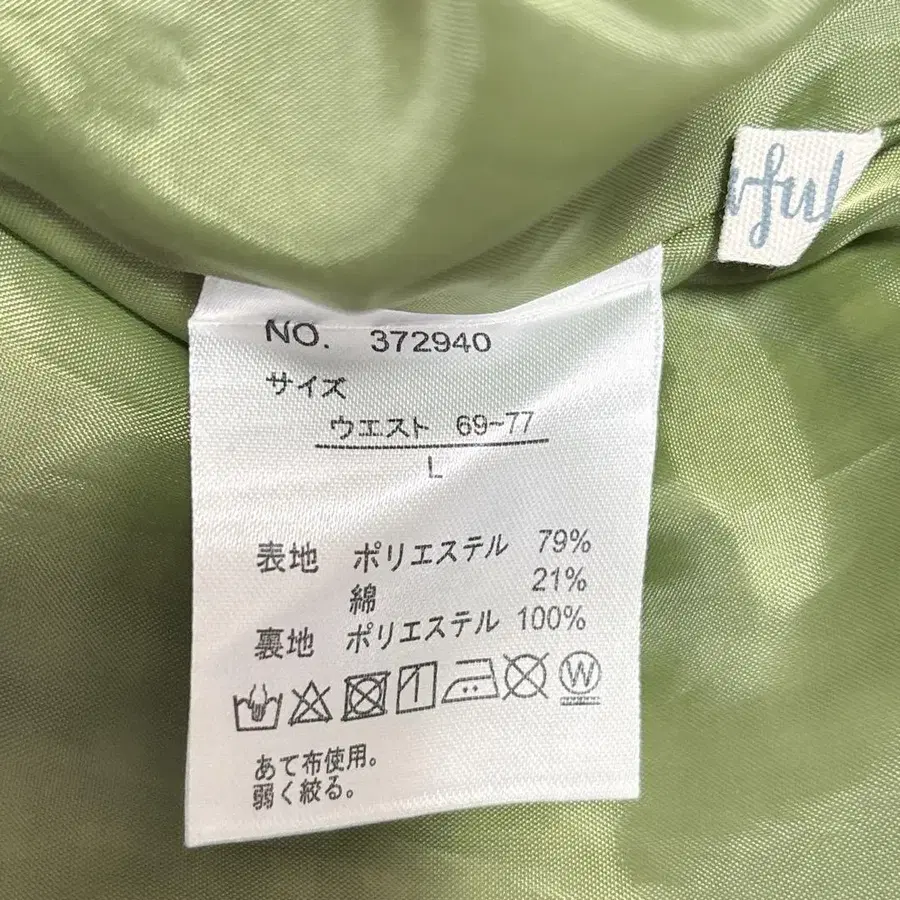 NO. 372940
サイズ
ウエスト 69~77
L
表地 ポリエステル 79%
綿 21%
裏地 ポリエステル 100%
W
あて布使用。
弱く絞る。